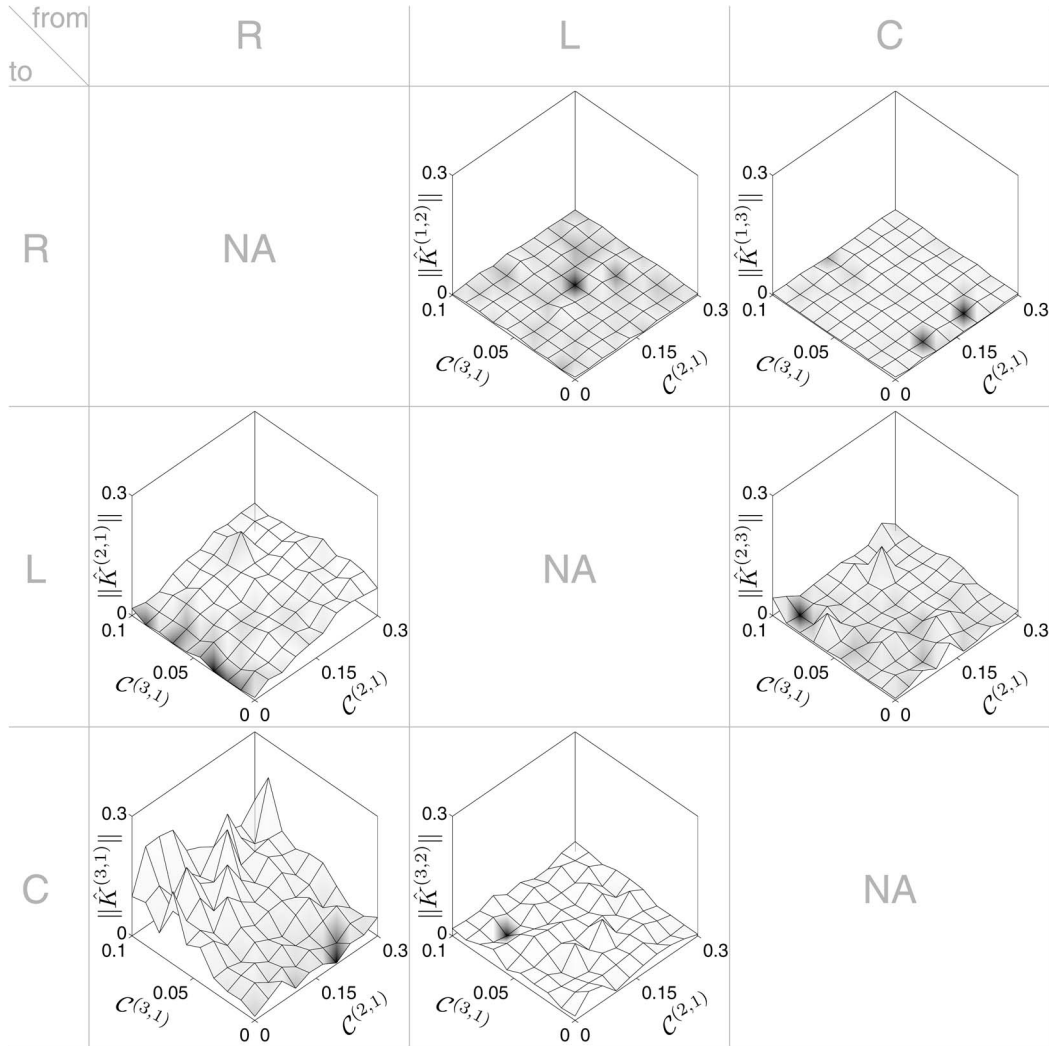 from
to
R
L
C
R
NA
0.3
0
0.1
0.05
0 0
0.15
0.3
||K̂^(1,2)||
C^(3,1)
C^(2,1)
0.3
0
0.1
0.05
0 0
0.15
0.3
||K̂^(1,3)||
C^(3,1)
C^(2,1)
L
0.3
0
0.1
0.05
0 0
0.15
0.3
||K̂^(2,1)||
C^(3,1)
C^(2,1)
NA
0.3
0
0.1
0.05
0 0
0.15
0.3
||K̂^(2,3)||
C^(3,1)
C^(2,1)
C
0.3
0
0.1
0.05
0 0
0.15
0.3
||K̂^(3,1)||
C^(3,1)
C^(2,1)
0.3
0
0.1
0.05
0 0
0.15
0.3
||K̂^(3,2)||
C^(3,1)
C^(2,1)
NA